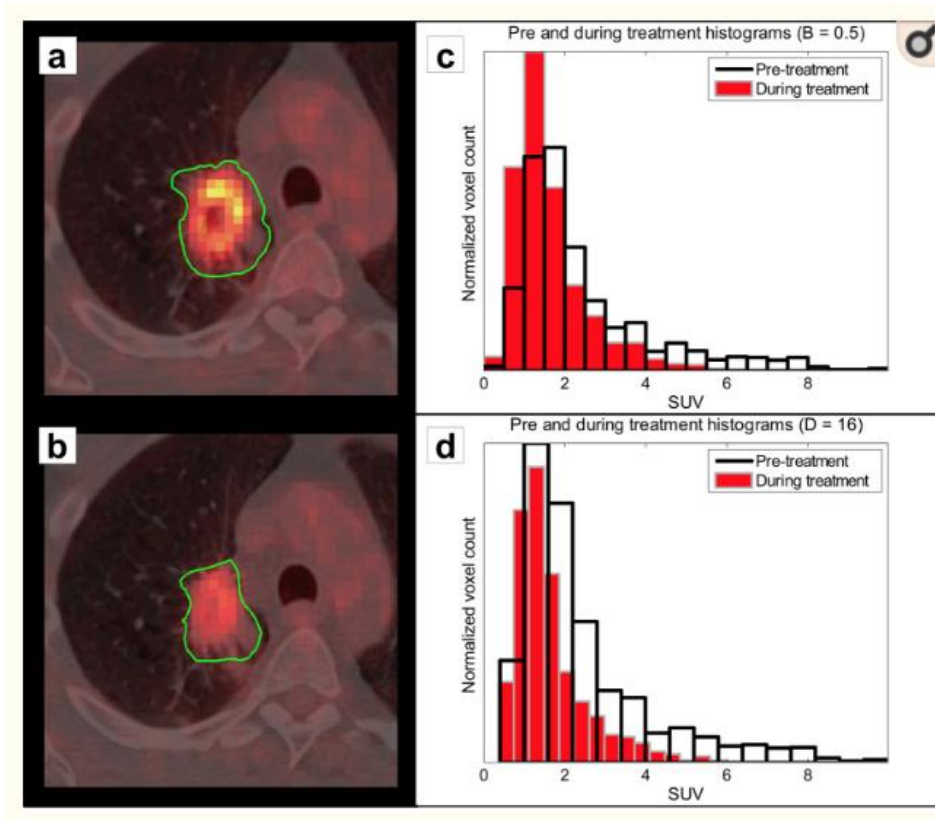 a
c
Pre and during treatment histograms (B = 0.5)
Pre-treatment
During treatment
Normalized voxel count
0 2 4 6 8
SUV
b
d
Pre and during treatment histograms (D = 16)
Pre-treatment
During treatment
Normalized voxel count
0 2 4 6 8
SUV